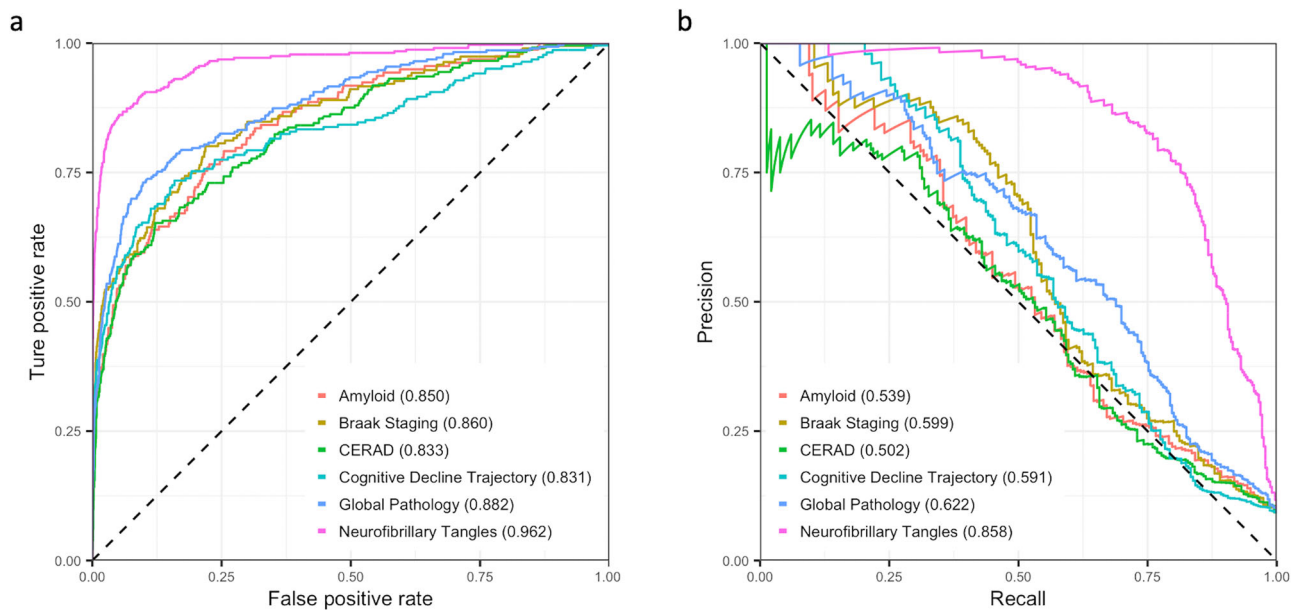 a
1.00
0.75
0.50
0.25
0.00
Ture positive rate
Amyloid (0.850)
Braak Staging (0.860)
CERAD (0.833)
Cognitive Decline Trajectory (0.831)
Global Pathology (0.882)
Neurofibrillary Tangles (0.962)
0.00 0.25 0.50 0.75 1.00
False positive rate
b
1.00
0.75
0.50
0.25
0.00
Precision
Amyloid (0.539)
Braak Staging (0.599)
CERAD (0.502)
Cognitive Decline Trajectory (0.591)
Global Pathology (0.622)
Neurofibrillary Tangles (0.858)
0.00 0.25 0.50 0.75 1.00
Recall